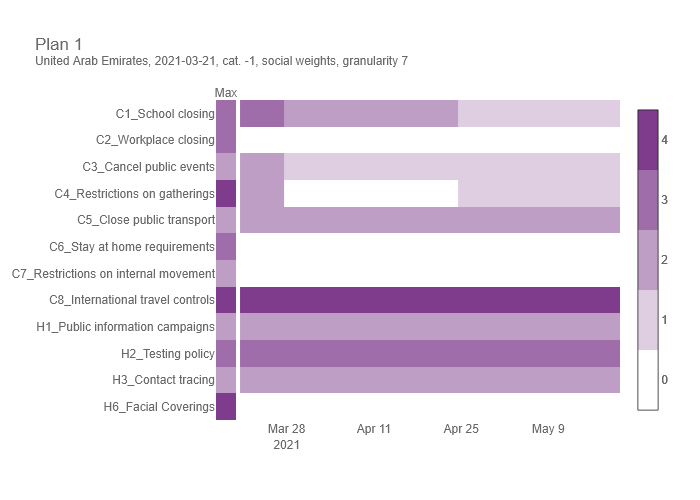 Plan 1
United Arab Emirates, 2021-03-21, cat. -1, social weights, granularity 7
Max
C1_School closing
C2_Workplace closing
C3_Cancel public events
C4_Restrictions on gatherings
C5_Close public transport
C6_Stay at home requirements
C7_Restrictions on internal movement
C8_International travel controls
H1_Public information campaigns
H2_Testing policy
H3_Contact tracing
H6_Facial Coverings
Mar 28 Apr 11 Apr 25 May 9
2021
4
3
2
1
0